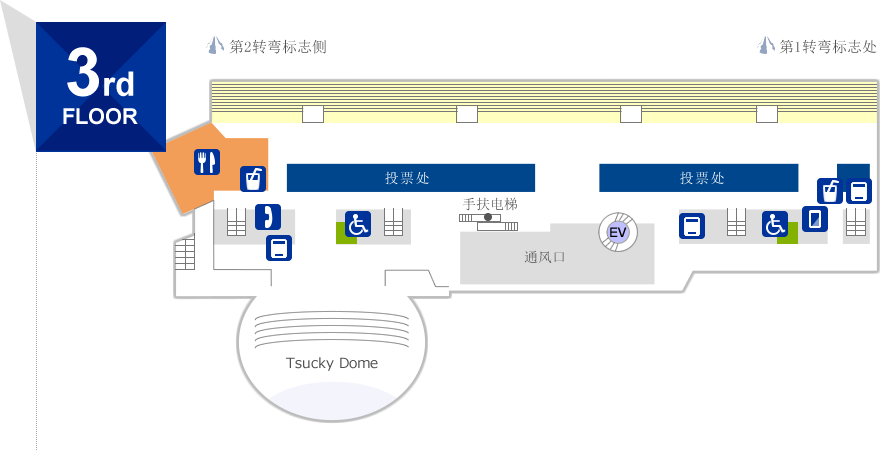 3rd
FLOOR
第2转弯标志侧
第1转弯标志处
投票处
投票处
手扶电梯
EV
通风口
Tsucky Dome